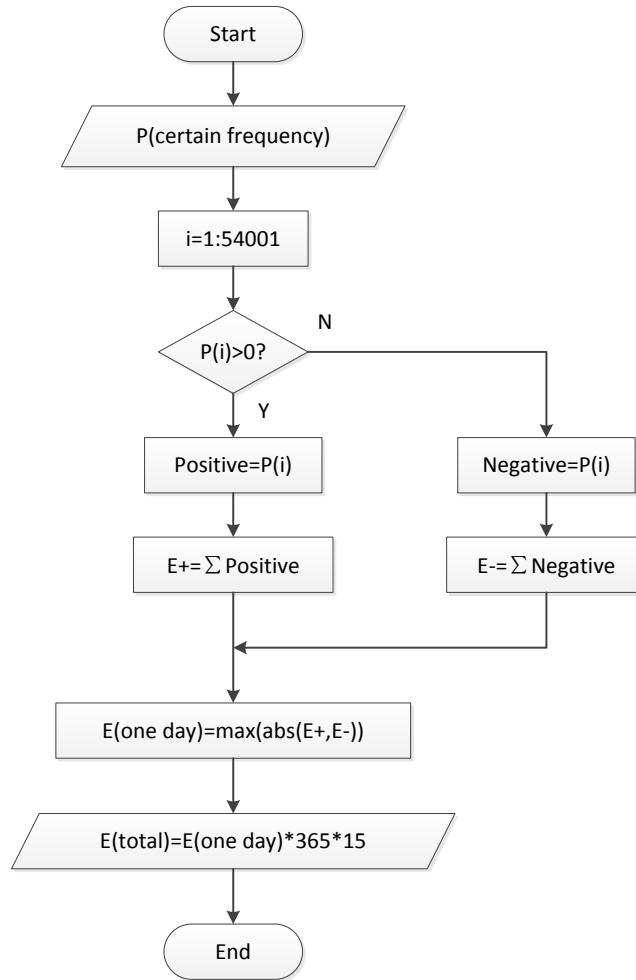 Start
P(certain frequency)
i=1:54001
P(i)>0?
N
Y
Positive=P(i)
Negative=P(i)
E+=∑Positive
E-=∑Negative
E(one day)=max(abs(E+,E-))
E(total)=E(one day)*365*15
End